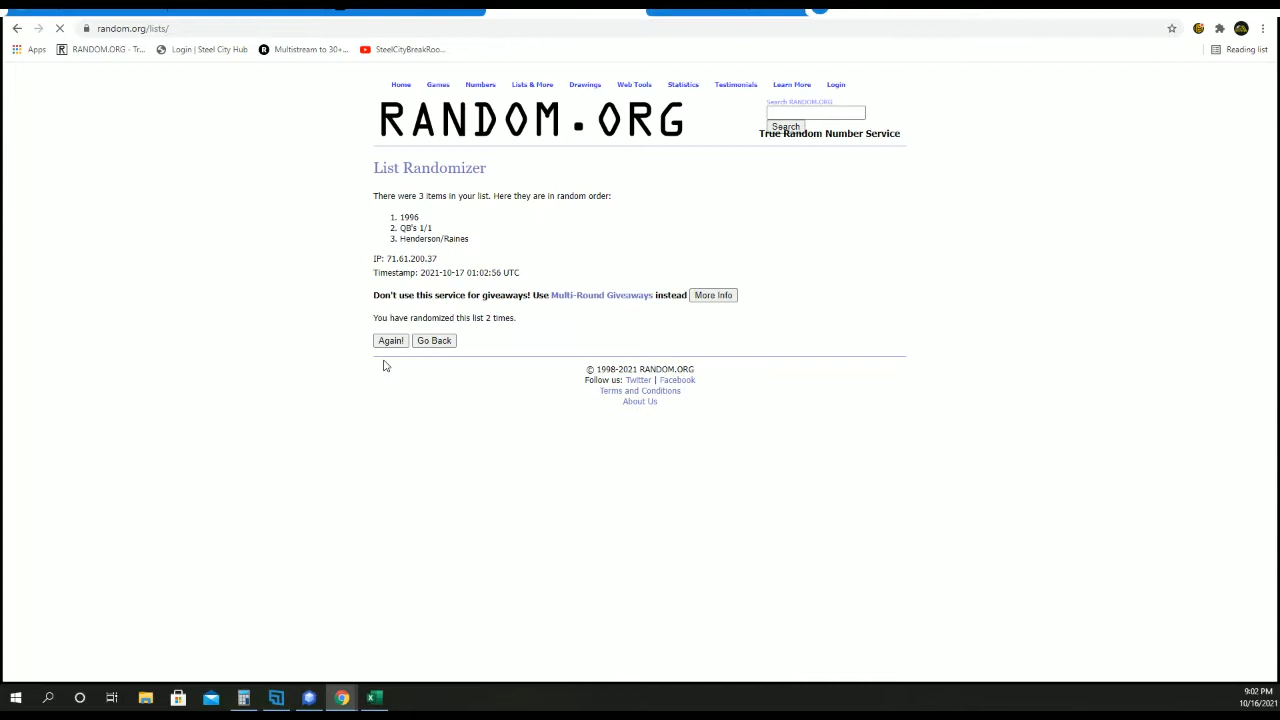 random.org/lists/
Apps RANDOM.ORG - Tr... Login | Steel City Hub Multistream to 30+... SteelCityBreakRoo... Reading list
Home Games Numbers Lists & More Drawings Web Tools Statistics Testimonials Learn More Login
RANDOM.ORG
Search RANDOM.ORG
Search
True Random Number Service
List Randomizer
There were 3 items in your list. Here they are in random order:
1. 1996
2. QB's 1/1
3. Henderson/Raines
IP: 71.61.200.37
Timestamp: 2021-10-17 01:02:56 UTC
Don't use this service for giveaways! Use Multi-Round Giveaways instead More Info
You have randomized this list 2 times.
Again! Go Back
© 1998-2021 RANDOM.ORG
Follow us: Twitter | Facebook
Terms and Conditions
About Us
9:02 PM
10/16/2021